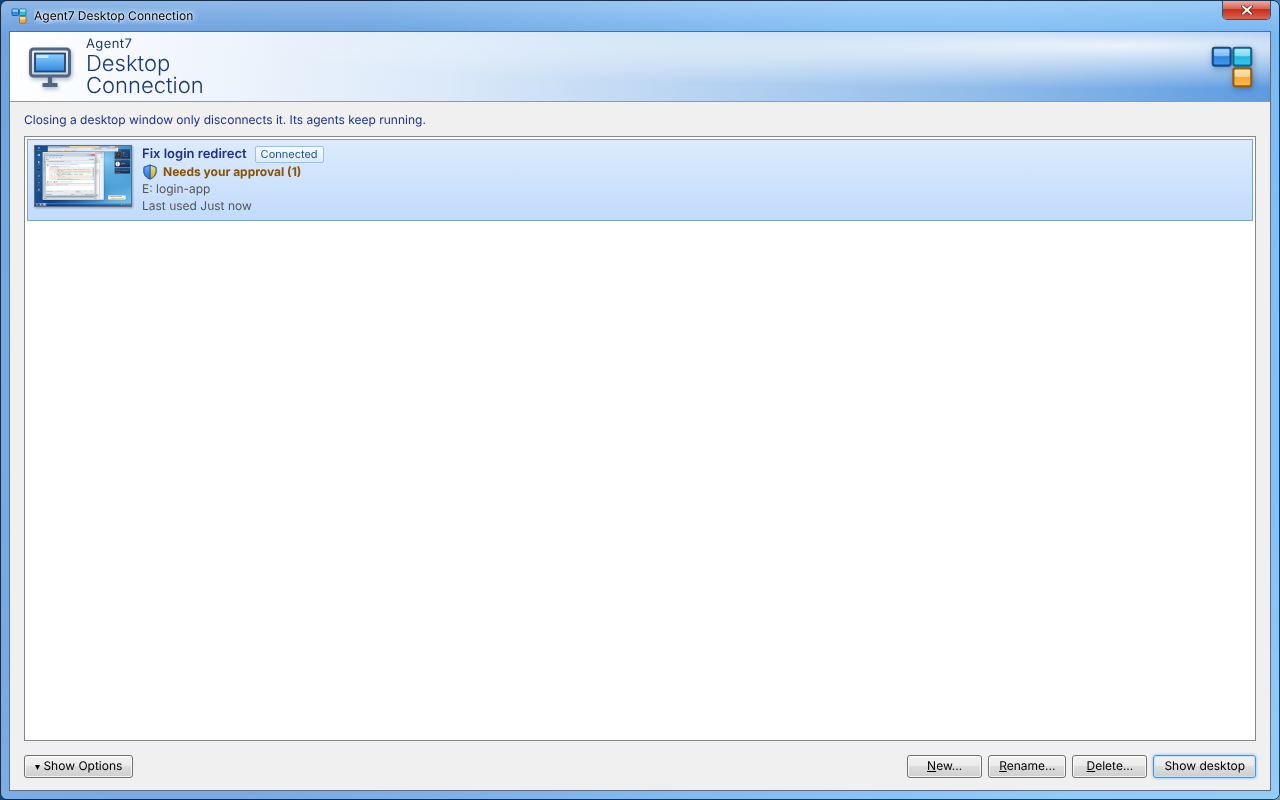 Agent7 Desktop Connection
Agent7
Desktop
Connection
Closing a desktop window only disconnects it. Its agents keep running.
Fix login redirect Connected
Needs your approval (1)
E: login-app
Last used Just now
Show Options
New...
Rename...
Delete...
Show desktop